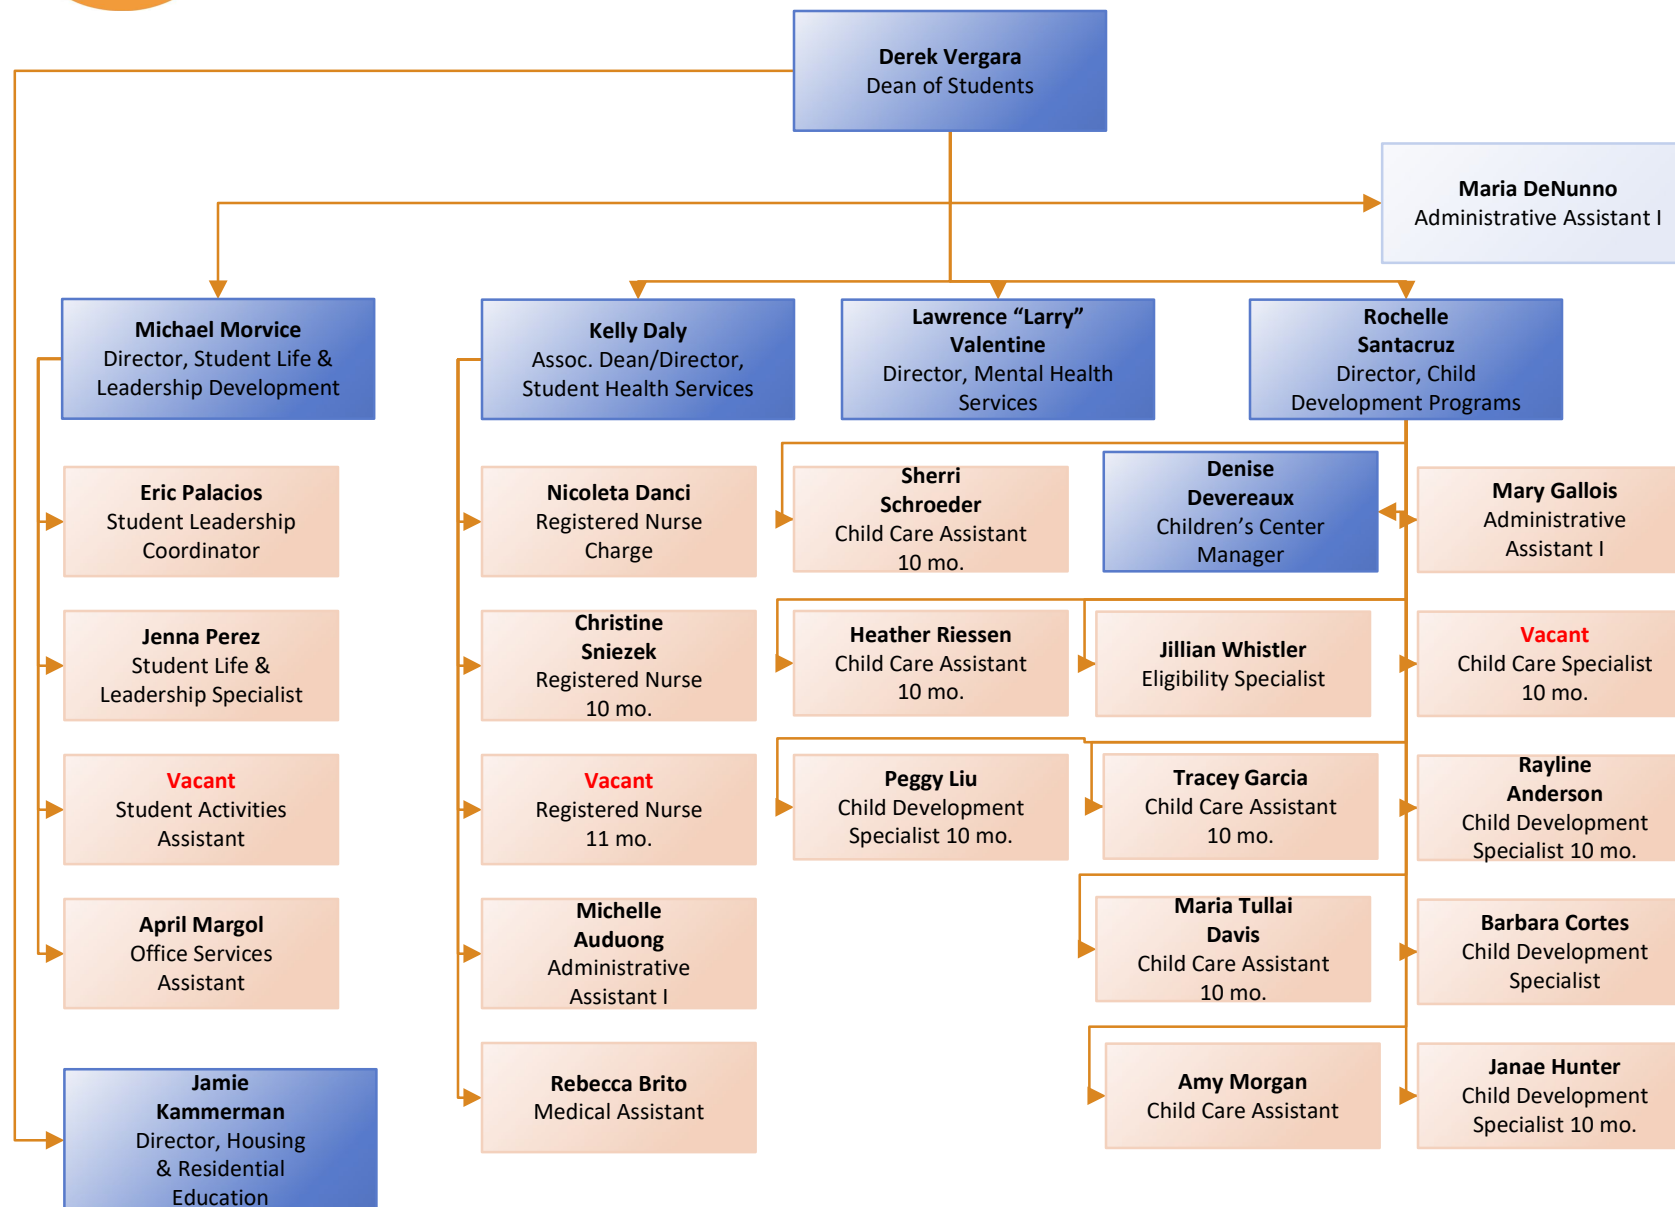 Derek Vergara
Dean of Students
Maria DeNunno
Administrative Assistant I
Michael Morvice
Director, Student Life &
Leadership Development
Kelly Daly
Assoc. Dean/Director,
Student Health Services
Lawrence “Larry”
Valentine
Director, Mental Health
Services
Rochelle
Santacruz
Director, Child
Development Programs
Eric Palacios
Student Leadership
Coordinator
Nicoleta Danci
Registered Nurse
Charge
Sherri
Schroeder
Child Care Assistant
10 mo.
Denise
Devereaux
Children’s Center
Manager
Mary Gallois
Administrative
Assistant I
Jenna Perez
Student Life &
Leadership Specialist
Christine
Sniezek
Registered Nurse
10 mo.
Heather Riessen
Child Care Assistant
10 mo.
Jillian Whistler
Eligibility Specialist
Vacant
Child Care Specialist
10 mo.
Vacant
Student Activities
Assistant
Vacant
Registered Nurse
11 mo.
Peggy Liu
Child Development
Specialist 10 mo.
Tracey Garcia
Child Care Assistant
10 mo.
Rayline
Anderson
Child Development
Specialist 10 mo.
April Margol
Office Services
Assistant
Michelle
Auduong
Administrative
Assistant I
Maria Tullai
Davis
Child Care Assistant
10 mo.
Barbara Cortes
Child Development
Specialist
Jamie
Kammerman
Director, Housing
& Residential
Education
Rebecca Brito
Medical Assistant
Amy Morgan
Child Care Assistant
Janae Hunter
Child Development
Specialist 10 mo.